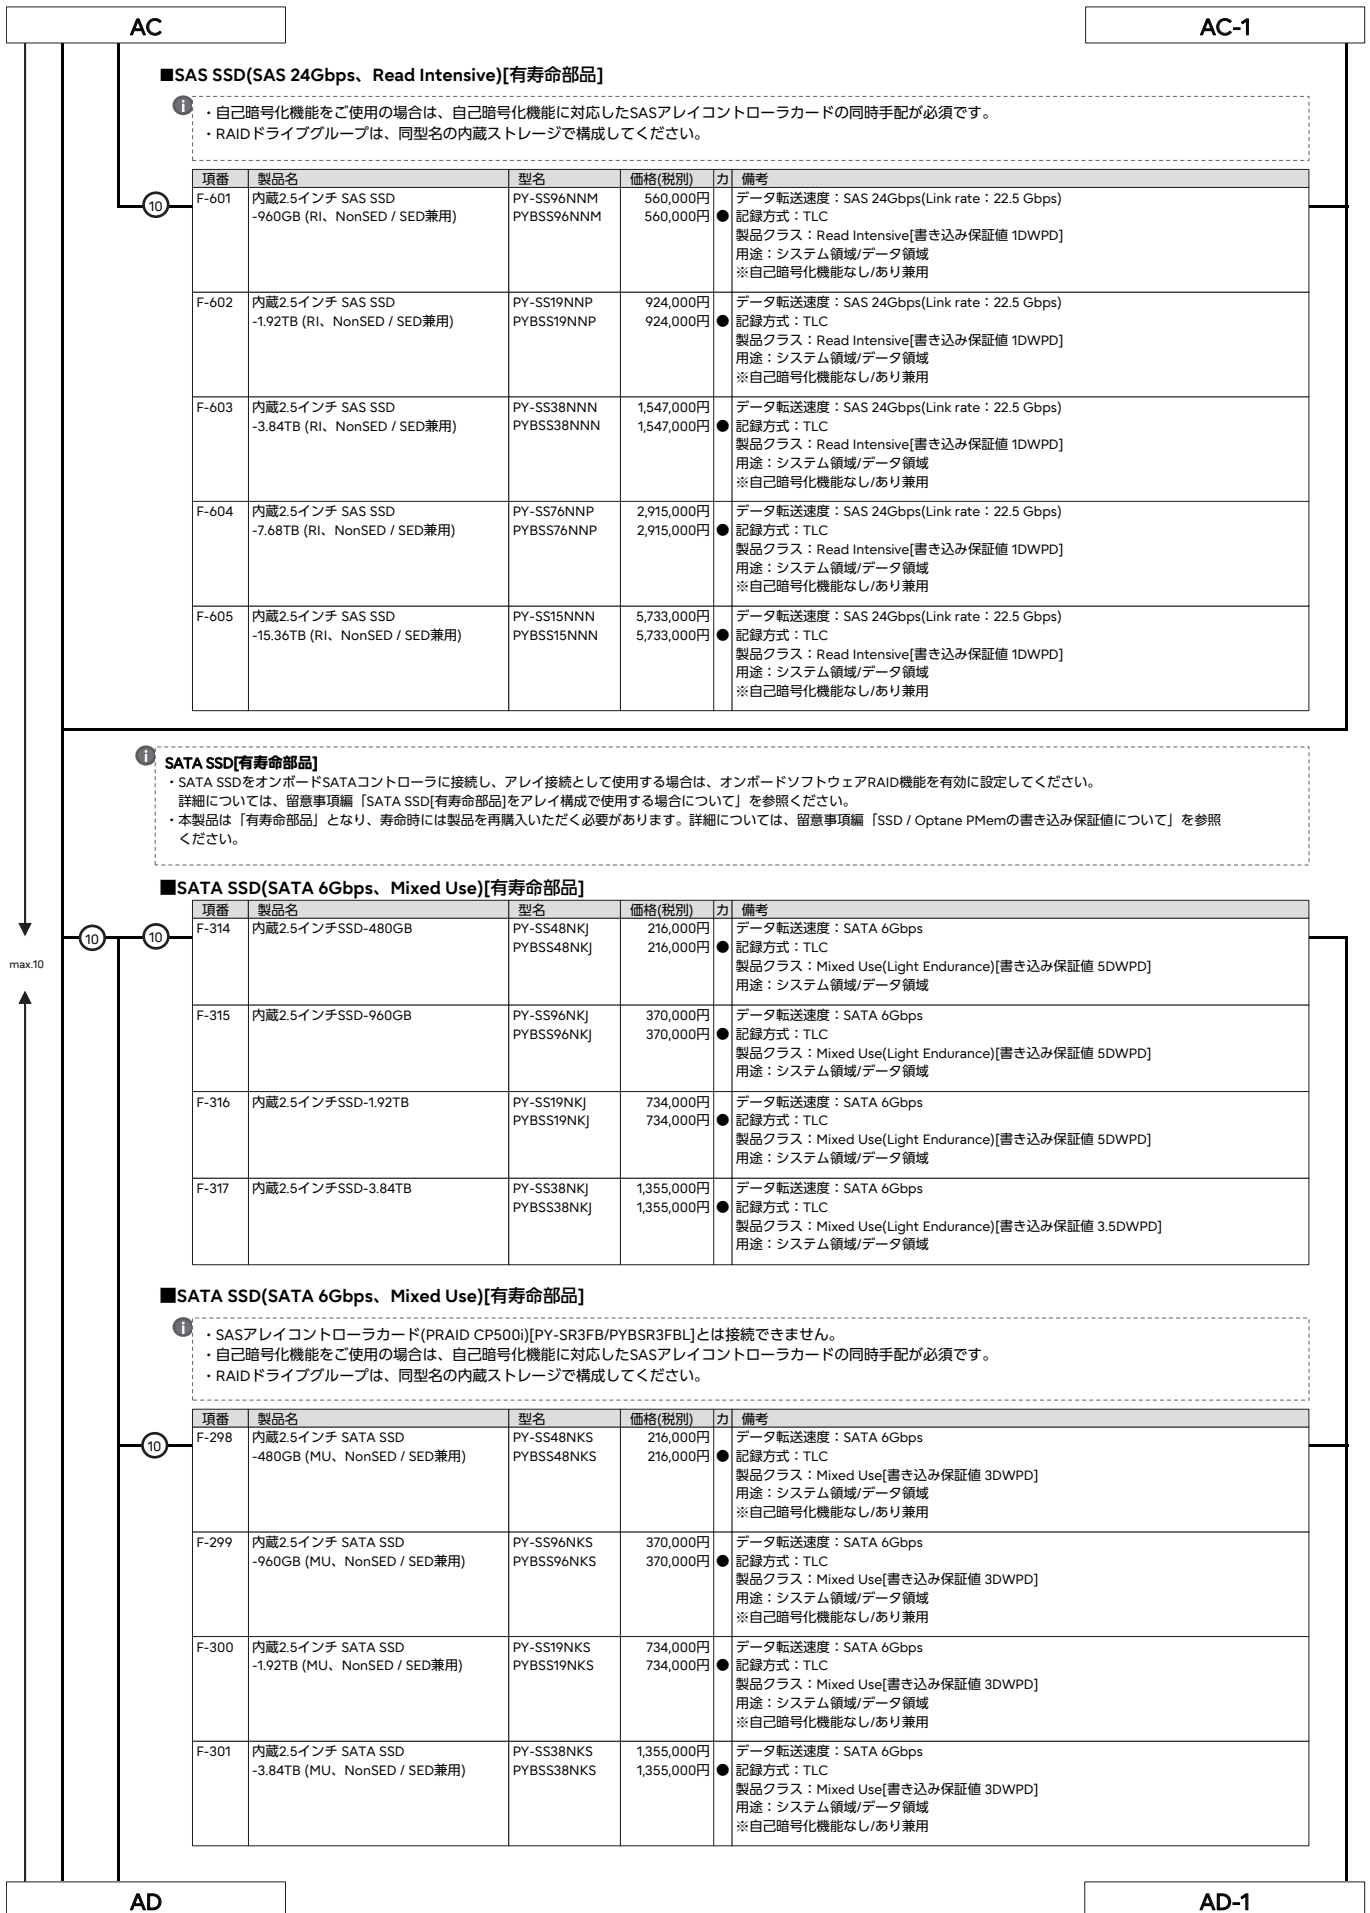 AC
AC-1
■SAS SSD(SAS 24Gbps、Read Intensive)[有寿命部品]
・自己暗号化機能をご使用の場合は、自己暗号化機能に対応したSASアレイコントローラカードの同時手配が必須です。
・RAIDドライブグループは、同型名の内蔵ストレージで構成してください。
項番 製品名 型名 価格(税別) カ 備考
F-601 内蔵2.5インチ SAS SSD PY-SS96NNM 560,000円 データ転送速度：SAS 24Gbps(Link rate：22.5 Gbps)
10 -960GB (RI、NonSED / SED兼用) PYBSS96NNM 560,000円 ● 記録方式：TLC
製品クラス：Read Intensive[書き込み保証値 1DWPD]
用途：システム領域/データ領域
※自己暗号化機能なし/あり兼用
F-602 内蔵2.5インチ SAS SSD PY-SS19NNP 924,000円 データ転送速度：SAS 24Gbps(Link rate：22.5 Gbps)
-1.92TB (RI、NonSED / SED兼用) PYBSS19NNP 924,000円 ● 記録方式：TLC
製品クラス：Read Intensive[書き込み保証値 1DWPD]
用途：システム領域/データ領域
※自己暗号化機能なし/あり兼用
F-603 内蔵2.5インチ SAS SSD PY-SS38NNN 1,547,000円 データ転送速度：SAS 24Gbps(Link rate：22.5 Gbps)
-3.84TB (RI、NonSED / SED兼用) PYBSS38NNN 1,547,000円 ● 記録方式：TLC
製品クラス：Read Intensive[書き込み保証値 1DWPD]
用途：システム領域/データ領域
※自己暗号化機能なし/あり兼用
F-604 内蔵2.5インチ SAS SSD PY-SS76NNP 2,915,000円 データ転送速度：SAS 24Gbps(Link rate：22.5 Gbps)
-7.68TB (RI、NonSED / SED兼用) PYBSS76NNP 2,915,000円 ● 記録方式：TLC
製品クラス：Read Intensive[書き込み保証値 1DWPD]
用途：システム領域/データ領域
※自己暗号化機能なし/あり兼用
F-605 内蔵2.5インチ SAS SSD PY-SS15NNN 5,733,000円 データ転送速度：SAS 24Gbps(Link rate：22.5 Gbps)
-15.36TB (RI、NonSED / SED兼用) PYBSS15NNN 5,733,000円 ● 記録方式：TLC
製品クラス：Read Intensive[書き込み保証値 1DWPD]
用途：システム領域/データ領域
※自己暗号化機能なし/あり兼用
SATA SSD[有寿命部品]
・SATA SSDをオンボードSATAコントローラに接続し、アレイ接続として使用する場合は、オンボードソフトウェアRAID機能を有効に設定してください。
詳細については、留意事項編「SATA SSD[有寿命部品]をアレイ構成で使用する場合について」を参照ください。
・本製品は「有寿命部品」となり、寿命時には製品を再購入いただく必要があります。詳細については、留意事項編「SSD / Optane PMemの書き込み保証値について」を参照
ください。
■SATA SSD(SATA 6Gbps、Mixed Use)[有寿命部品]
項番 製品名 型名 価格(税別) カ 備考
F-314 内蔵2.5インチSSD-480GB PY-SS48NKJ 216,000円 データ転送速度：SATA 6Gbps
10 10 PYBSS48NKJ 216,000円 ● 記録方式：TLC
max.10 製品クラス：Mixed Use(Light Endurance)[書き込み保証値 5DWPD]
用途：システム領域/データ領域
F-315 内蔵2.5インチSSD-960GB PY-SS96NKJ 370,000円 データ転送速度：SATA 6Gbps
PYBSS96NKJ 370,000円 ● 記録方式：TLC
製品クラス：Mixed Use(Light Endurance)[書き込み保証値 5DWPD]
用途：システム領域/データ領域
F-316 内蔵2.5インチSSD-1.92TB PY-SS19NKJ 734,000円 データ転送速度：SATA 6Gbps
PYBSS19NKJ 734,000円 ● 記録方式：TLC
製品クラス：Mixed Use(Light Endurance)[書き込み保証値 5DWPD]
用途：システム領域/データ領域
F-317 内蔵2.5インチSSD-3.84TB PY-SS38NKJ 1,355,000円 データ転送速度：SATA 6Gbps
PYBSS38NKJ 1,355,000円 ● 記録方式：TLC
製品クラス：Mixed Use(Light Endurance)[書き込み保証値 3.5DWPD]
用途：システム領域/データ領域
■SATA SSD(SATA 6Gbps、Mixed Use)[有寿命部品]
・SASアレイコントローラカード(PRAID CP500i)[PY-SR3FB/PYBSR3FBL]とは接続できません。
・自己暗号化機能をご使用の場合は、自己暗号化機能に対応したSASアレイコントローラカードの同時手配が必須です。
・RAIDドライブグループは、同型名の内蔵ストレージで構成してください。
項番 製品名 型名 価格(税別) カ 備考
F-298 内蔵2.5インチ SATA SSD PY-SS48NKS 216,000円 データ転送速度：SATA 6Gbps
10 -480GB (MU、NonSED / SED兼用) PYBSS48NKS 216,000円 ● 記録方式：TLC
製品クラス：Mixed Use[書き込み保証値 3DWPD]
用途：システム領域/データ領域
※自己暗号化機能なし/あり兼用
F-299 内蔵2.5インチ SATA SSD PY-SS96NKS 370,000円 データ転送速度：SATA 6Gbps
-960GB (MU、NonSED / SED兼用) PYBSS96NKS 370,000円 ● 記録方式：TLC
製品クラス：Mixed Use[書き込み保証値 3DWPD]
用途：システム領域/データ領域
※自己暗号化機能なし/あり兼用
F-300 内蔵2.5インチ SATA SSD PY-SS19NKS 734,000円 データ転送速度：SATA 6Gbps
-1.92TB (MU、NonSED / SED兼用) PYBSS19NKS 734,000円 ● 記録方式：TLC
製品クラス：Mixed Use[書き込み保証値 3DWPD]
用途：システム領域/データ領域
※自己暗号化機能なし/あり兼用
F-301 内蔵2.5インチ SATA SSD PY-SS38NKS 1,355,000円 データ転送速度：SATA 6Gbps
-3.84TB (MU、NonSED / SED兼用) PYBSS38NKS 1,355,000円 ● 記録方式：TLC
製品クラス：Mixed Use[書き込み保証値 3DWPD]
用途：システム領域/データ領域
※自己暗号化機能なし/あり兼用
AD
AD-1